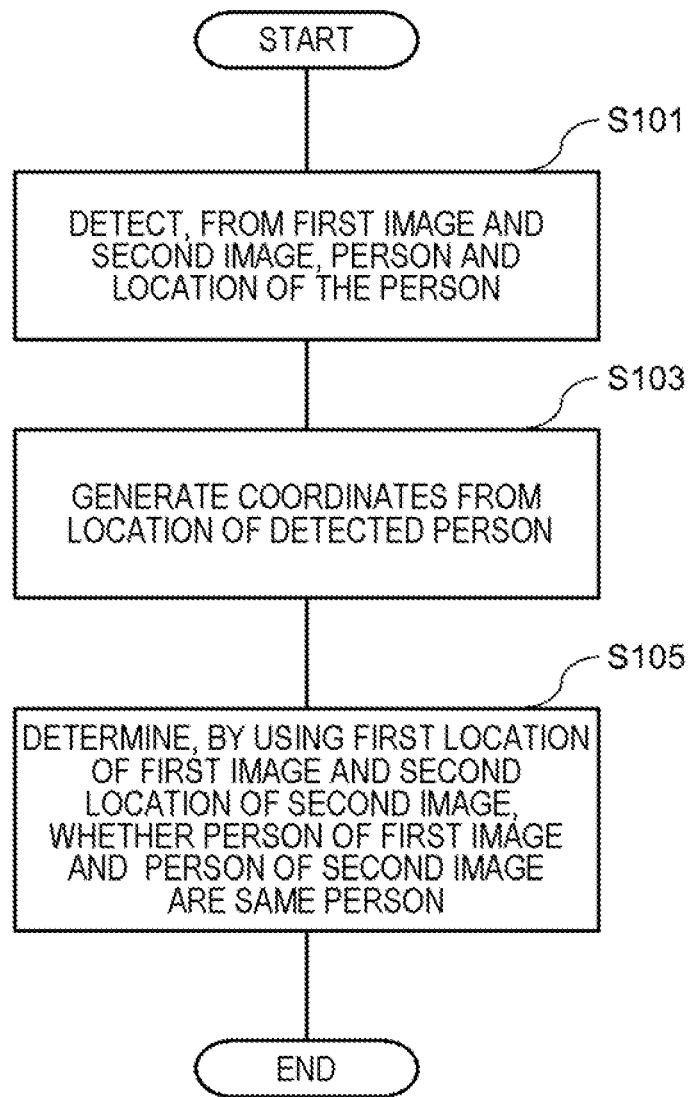 START
S101
DETECT, FROM FIRST IMAGE AND
SECOND IMAGE, PERSON AND
LOCATION OF THE PERSON
S103
GENERATE COORDINATES FROM
LOCATION OF DETECTED PERSON
S105
DETERMINE, BY USING FIRST LOCATION
OF FIRST IMAGE AND SECOND
LOCATION OF SECOND IMAGE,
WHETHER PERSON OF FIRST IMAGE
AND PERSON OF SECOND IMAGE
ARE SAME PERSON
END